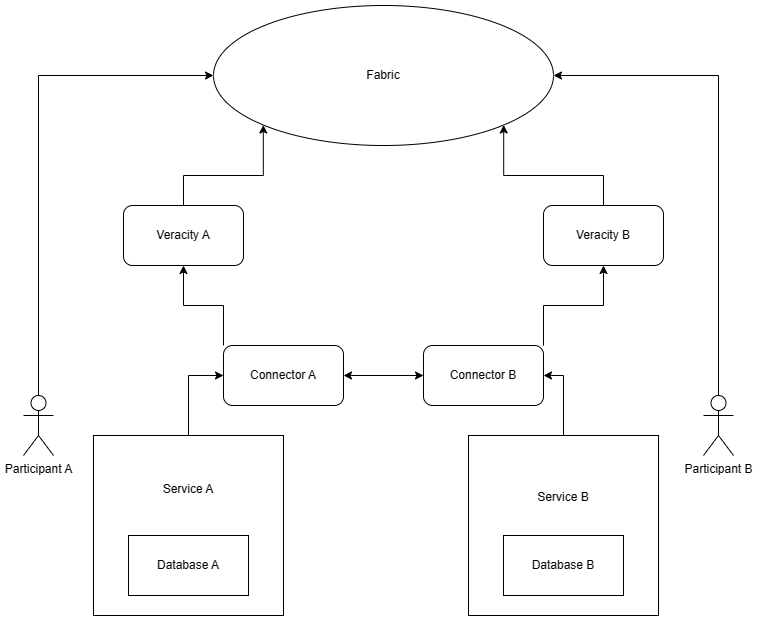 Fabric
Veracity A
Veracity B
Connector A
Connector B
Participant A
Participant B
Service A
Service B
Database A
Database B